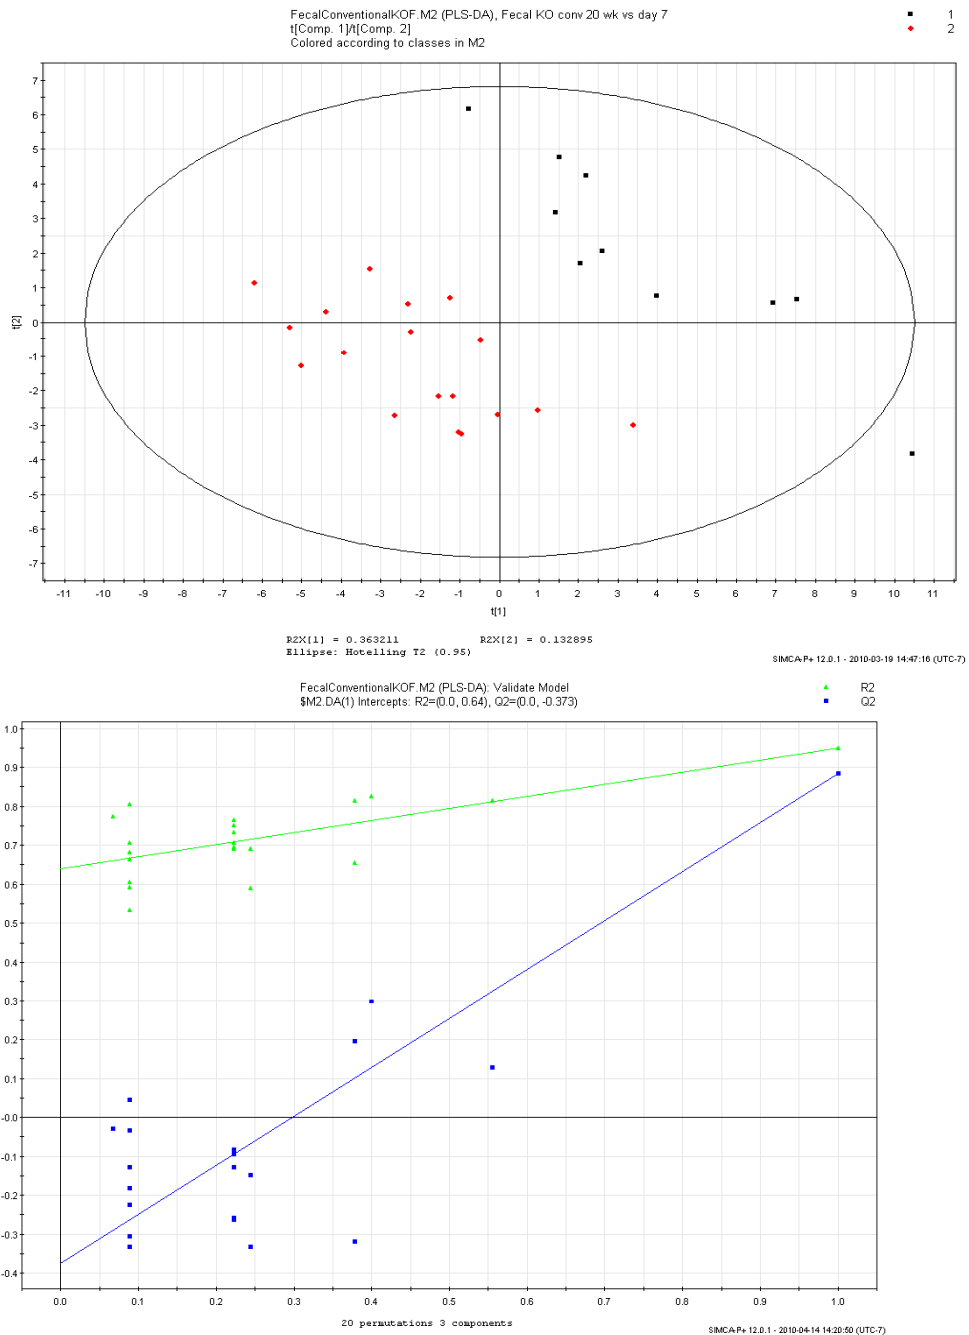 FecalConventionalKOF.M2 (PLS-DA), Fecal KO conv 20 wk vs day 7
t[Comp. 1]/t[Comp. 2]
Colored according to classes in M2
1
2
7
6
5
4
3
2
1
0
-1
-2
-3
-4
-5
-6
-7
t[2]
-11 -10 -9 -8 -7 -6 -5 -4 -3 -2 -1 0 1 2 3 4 5 6 7 8 9 10 11
t[1]
R2X[1] = 0.363211 R2X[2] = 0.132895
Ellipse: Hotelling T2 (0.95)
SIMCA-P+ 12.0.1 - 2010-03-19 14:47:16 (UTC-7)
FecalConventionalKOF.M2 (PLS-DA): Validate Model
$M2.DA(1) Intercepts: R2=(0.0, 0.64), Q2=(0.0, -0.373)
R2
Q2
1.0
0.9
0.8
0.7
0.6
0.5
0.4
0.3
0.2
0.1
-0.0
-0.1
-0.2
-0.3
-0.4
0.0 0.1 0.2 0.3 0.4 0.5 0.6 0.7 0.8 0.9 1.0
20 permutations 3 components
SIMCA-P+ 12.0.1 - 2010-04-14 14:20:50 (UTC-7)